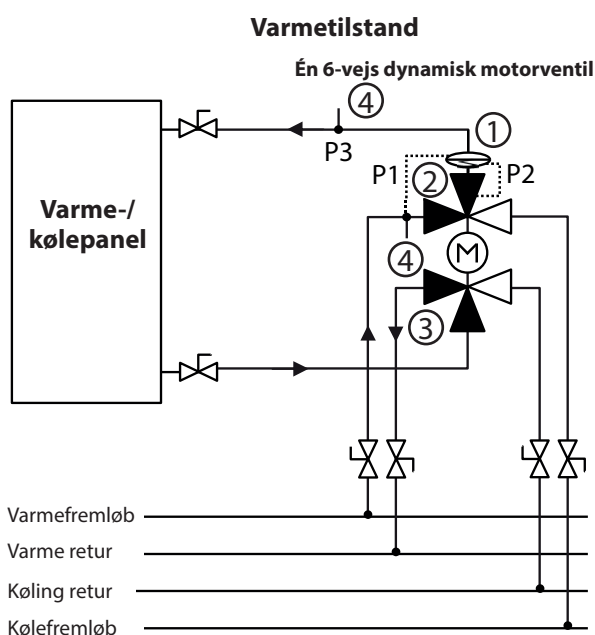 Varmetilstand
Én 6-vejs dynamisk motorventil
4
1
P3
P1
2
P2
Varme-/
kølepanel
4
M
3
Varmefremløb
Varme retur
Køling retur
Kølefremløb